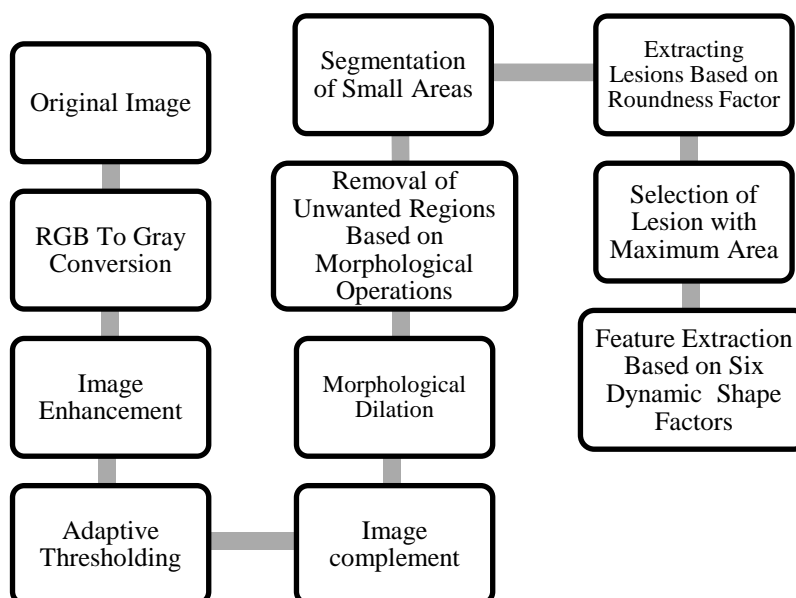 Original Image
RGB To Gray
Conversion
Image
Enhancement
Adaptive
Thresholding
Image
complement
Morphological
Dilation
Removal of
Unwanted Regions
Based on
Morphological
Operations
Segmentation
of Small Areas
Extracting
Lesions Based on
Roundness Factor
Selection of
Lesion with
Maximum Area
Feature Extraction
Based on Six
Dynamic Shape
Factors